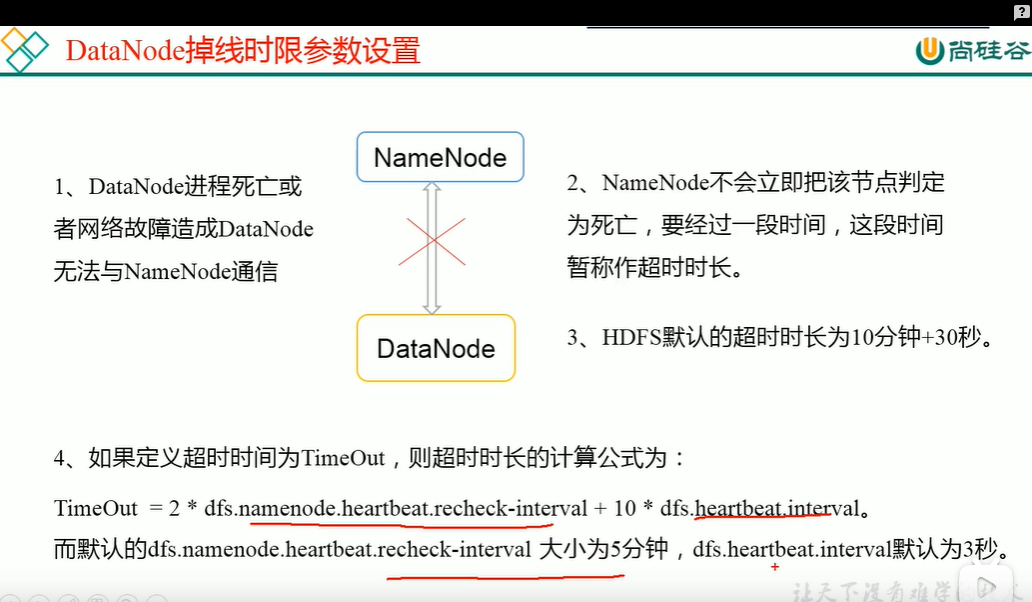 DataNode掉线时限参数设置
尚硅谷
1、DataNode进程死亡或
者网络故障造成DataNode
无法与NameNode通信
NameNode
DataNode
2、NameNode不会立即把该节点判定
为死亡，要经过一段时间，这段时间
暂称作超时时长。
3、HDFS默认的超时时长为10分钟+30秒。
4、如果定义超时时间为TimeOut，则超时时长的计算公式为：
TimeOut = 2 * dfs.namenode.heartbeat.recheck-interval + 10 * dfs.heartbeat.interval。
而默认的dfs.namenode.heartbeat.recheck-interval 大小为5分钟，dfs.heartbeat.interval默认为3秒。
让天下没有难学